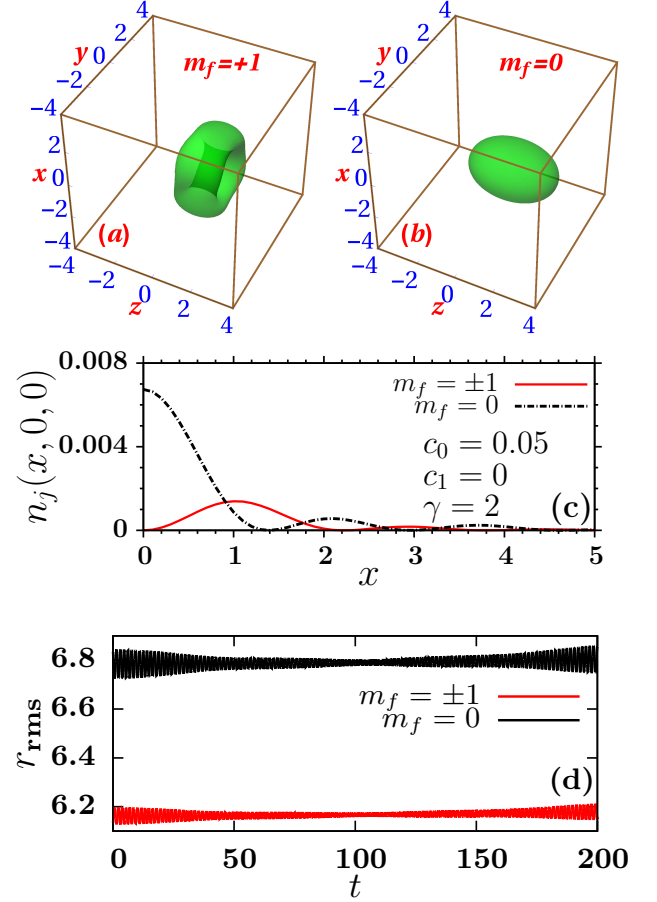 4 2 0 −2 −4 y
m_f=+1
2 0 −2 −4 x
(a)
−4 −2 0 2 4 z
4 2 0 −2 −4 y
m_f=0
2 0 −2 −4 x
(b)
−4 −2 0 2 4 z
0.008
0.004
0
n_j(x, 0, 0)
m_f = ±1
m_f = 0
c_0 = 0.05
c_1 = 0
γ = 2
(c)
0 1 2 3 4 5
x
6.8
6.6
6.4
6.2
r_rms
m_f = ±1
m_f = 0
(d)
0 50 100 150 200
t